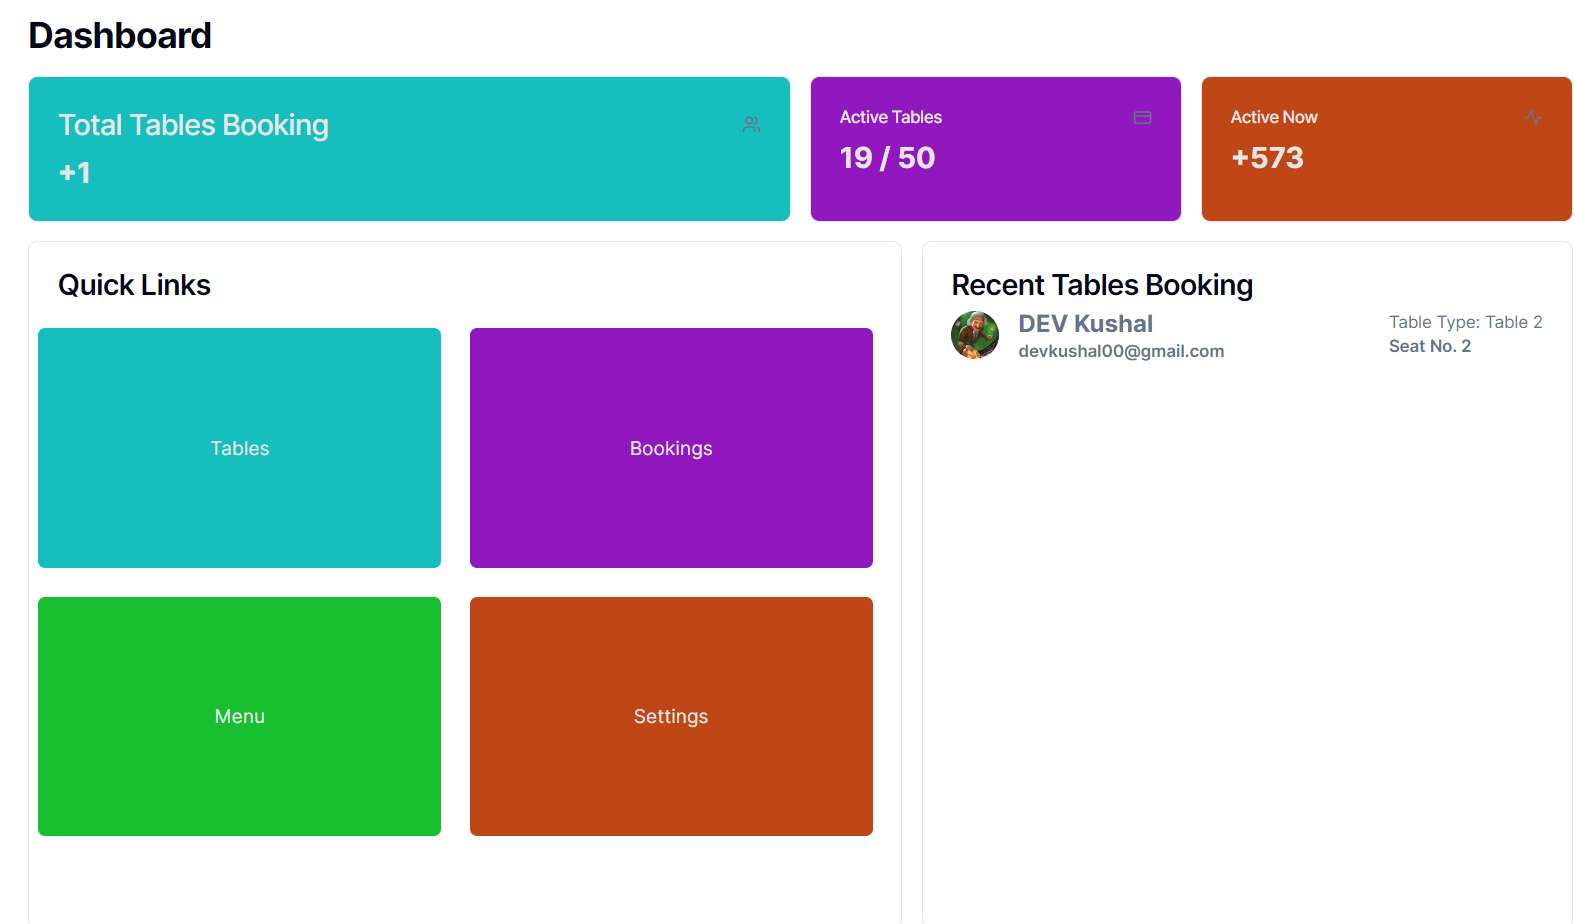 Dashboard
Total Tables Booking
+1
Active Tables
19 / 50
Active Now
+573
Quick Links
Tables
Bookings
Menu
Settings
Recent Tables Booking
DEV Kushal
devkushal00@gmail.com
Table Type: Table 2
Seat No. 2